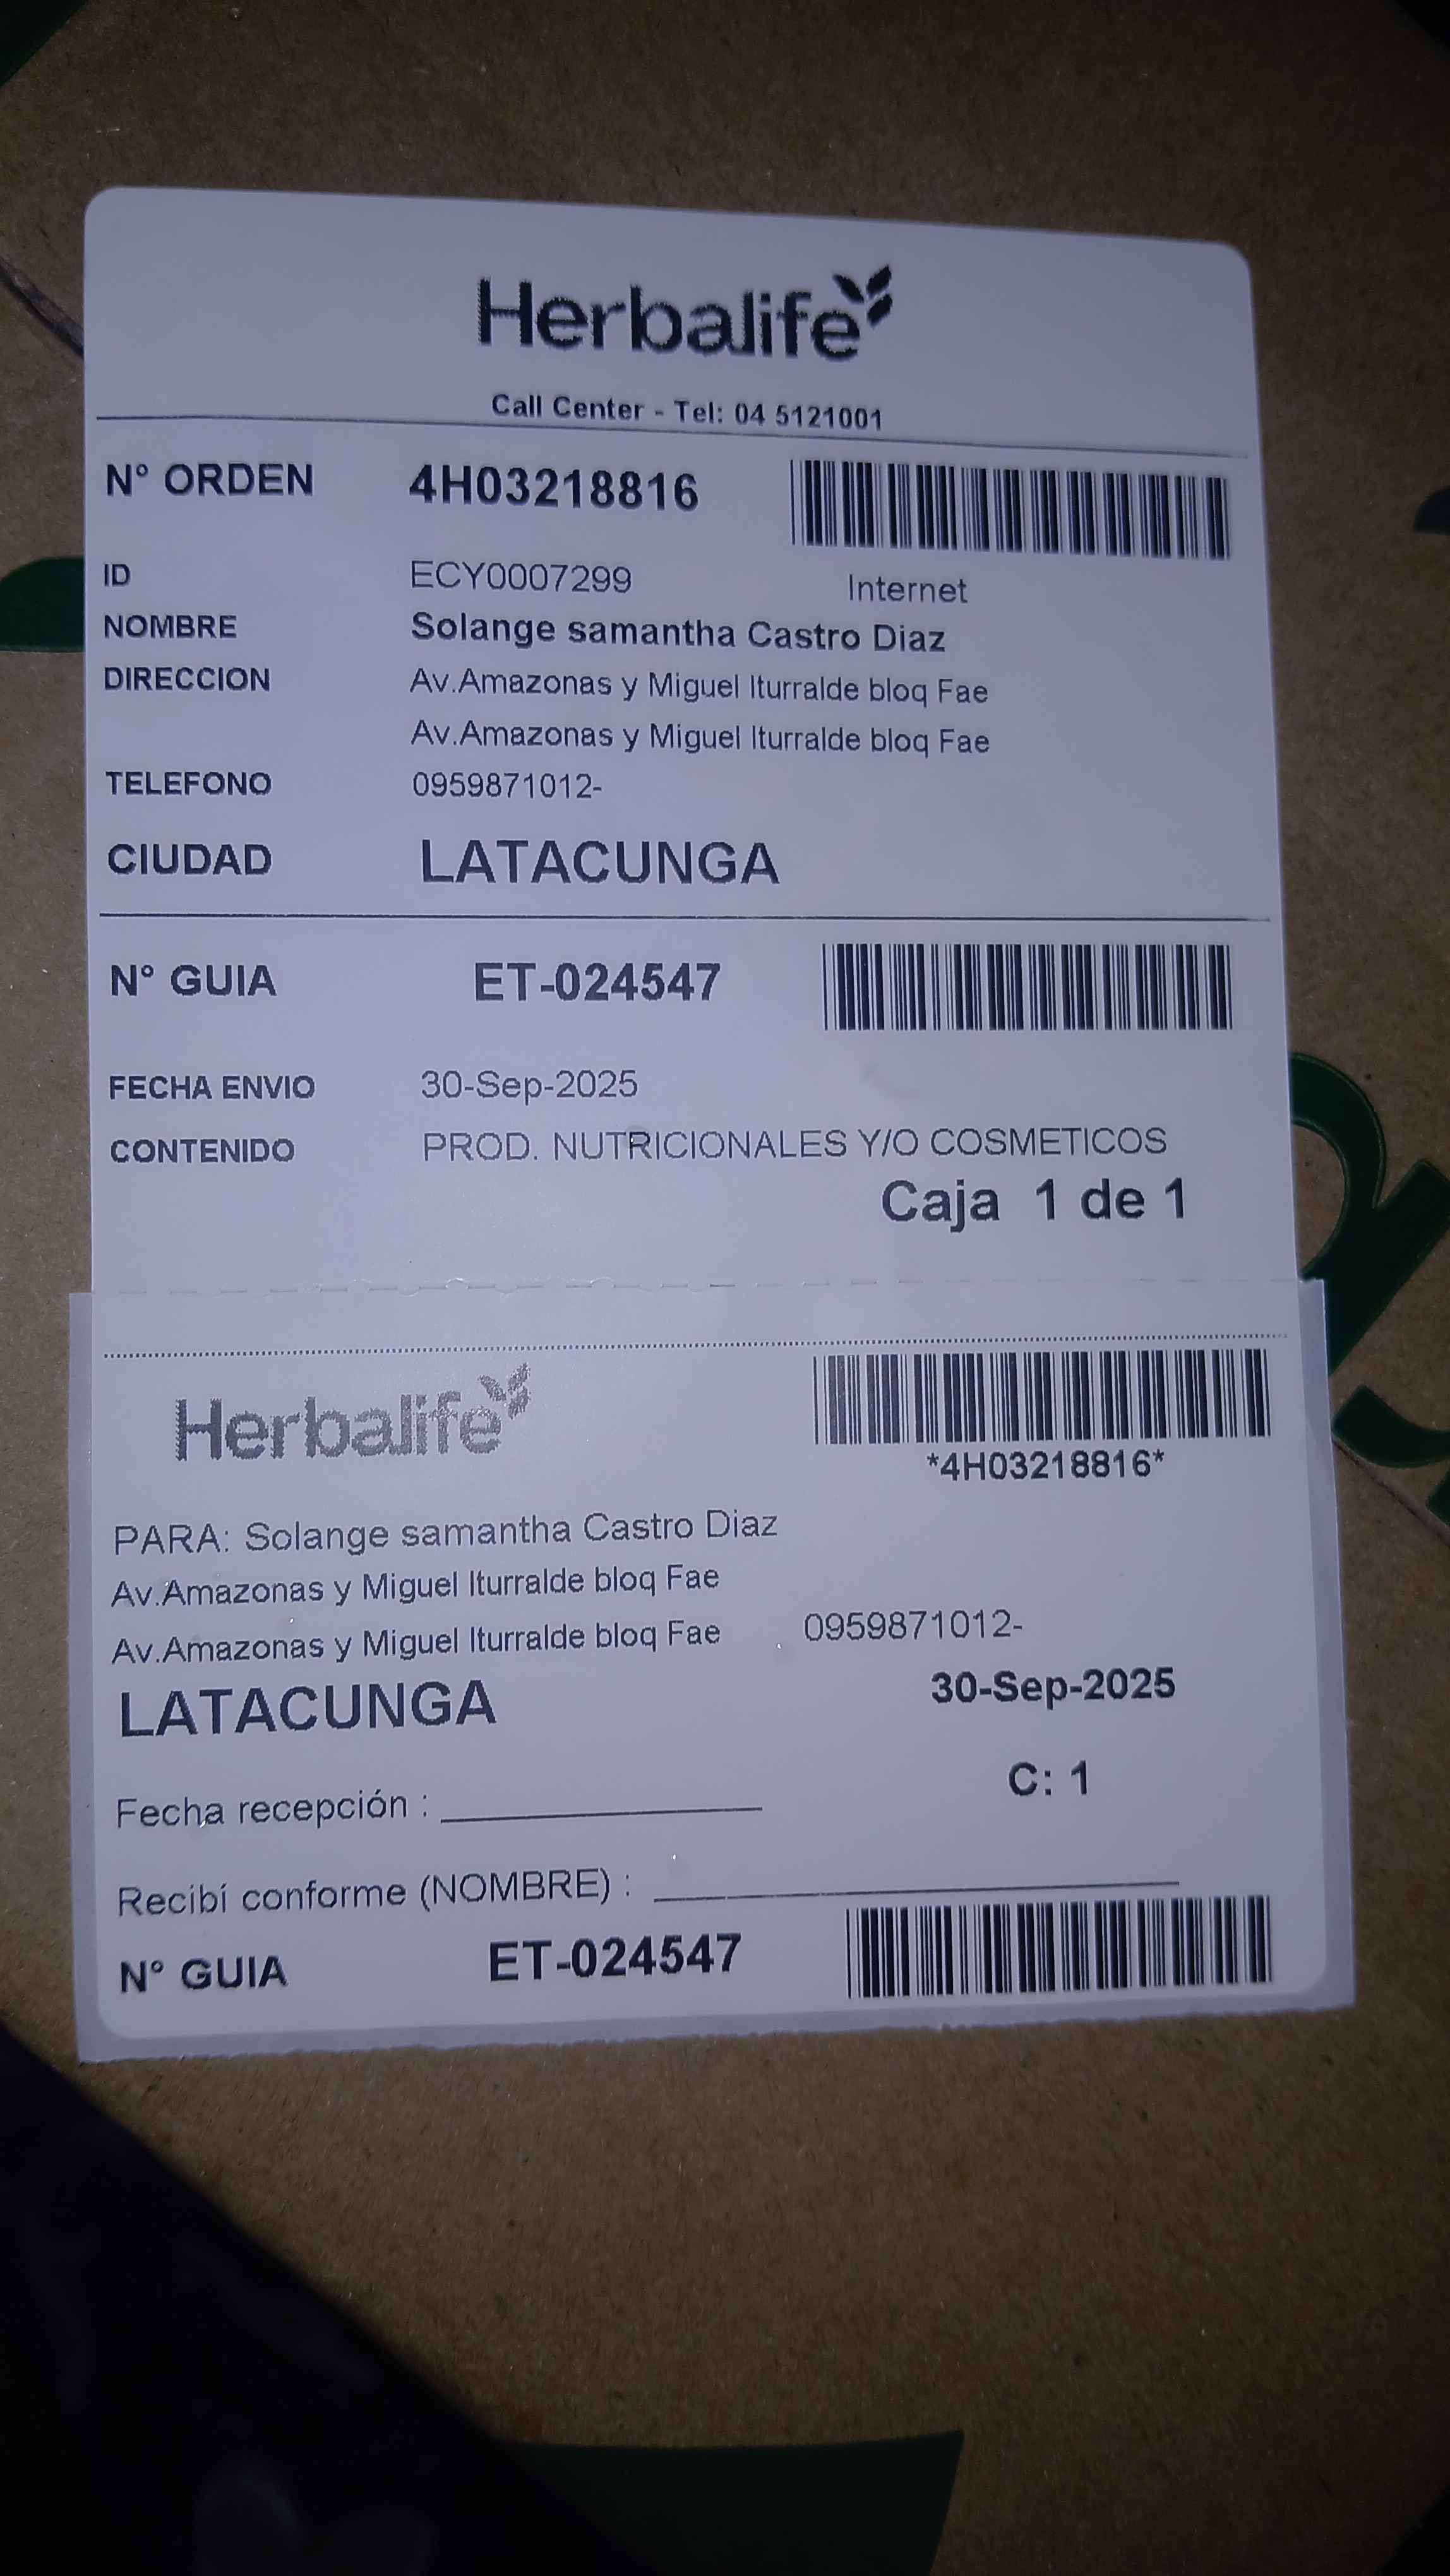 Herbalife
Call Center - Tel: 04 5121001
N° ORDEN 4H03218816
ID ECY0007299 Internet
NOMBRE Solange samantha Castro Diaz
DIRECCION Av.Amazonas y Miguel Iturralde bloq Fae
Av.Amazonas y Miguel Iturralde bloq Fae
TELEFONO 0959871012-
CIUDAD LATACUNGA
N° GUIA ET-024547
FECHA ENVIO 30-Sep-2025
CONTENIDO PROD. NUTRICIONALES Y/O COSMETICOS
Caja 1 de 1
Herbalife
*4H03218816*
PARA: Solange samantha Castro Diaz
Av.Amazonas y Miguel Iturralde bloq Fae
Av.Amazonas y Miguel Iturralde bloq Fae 0959871012-
LATACUNGA 30-Sep-2025
C: 1
Fecha recepción :
Recibí conforme (NOMBRE) :
N° GUIA ET-024547